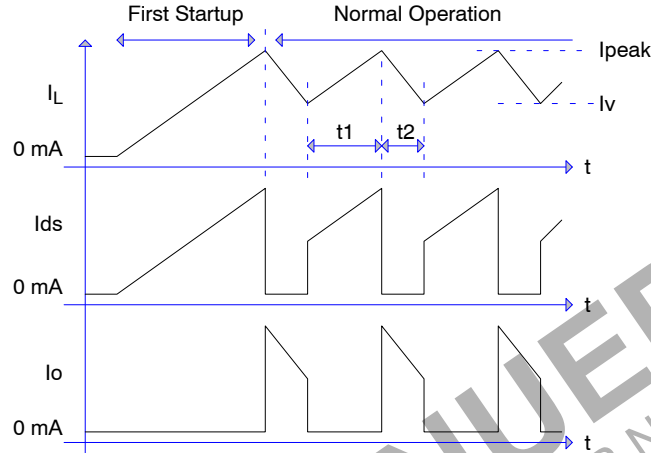 First Startup
Normal Operation
Ipeak
IL
Iv
t1
t2
0 mA
t
Ids
0 mA
t
Io
0 mA
t